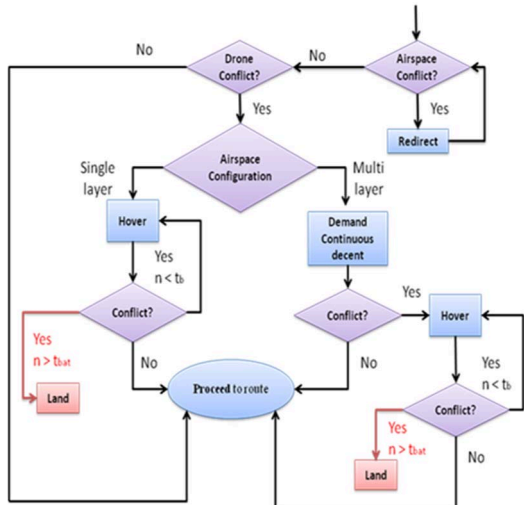 No
Drone
Conflict?
No
Airspace
Conflict?
Yes
Yes
Redirect
Airspace
Configuration
Single
layer
Multi
layer
Hover
Demand
Continuous
decent
Yes
n < tb
Conflict?
Conflict?
Yes
Hover
Yes
n > tbat
No
No
Yes
n < tb
Land
Proceed to route
Conflict?
Yes
n > tbat
No
Land